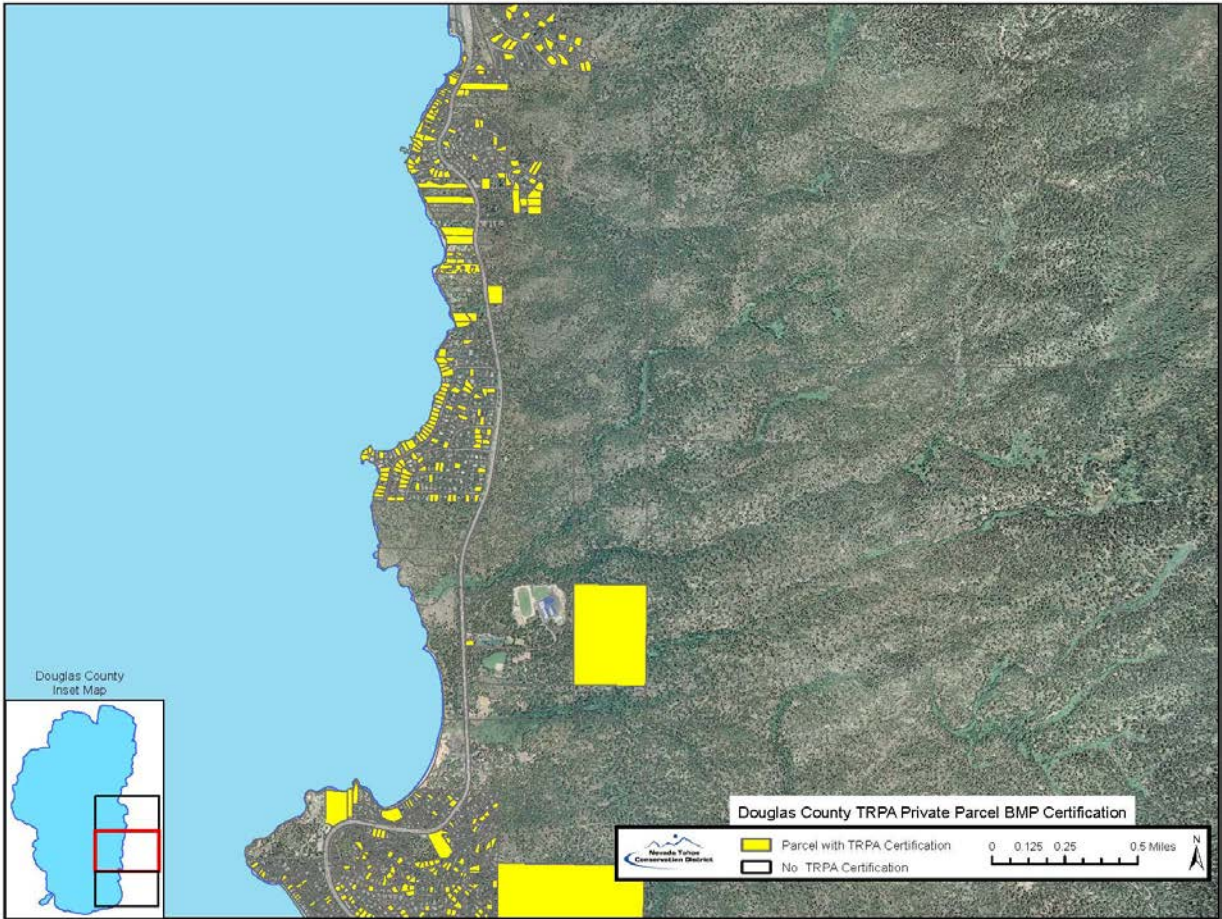 Douglas County
Inset Map
Douglas County TRPA Private Parcel BMP Certification
Nevada Tahoe
Conservation District
Parcel with TRPA Certification
No TRPA Certification
0 0.125 0.25 0.5 Miles
N